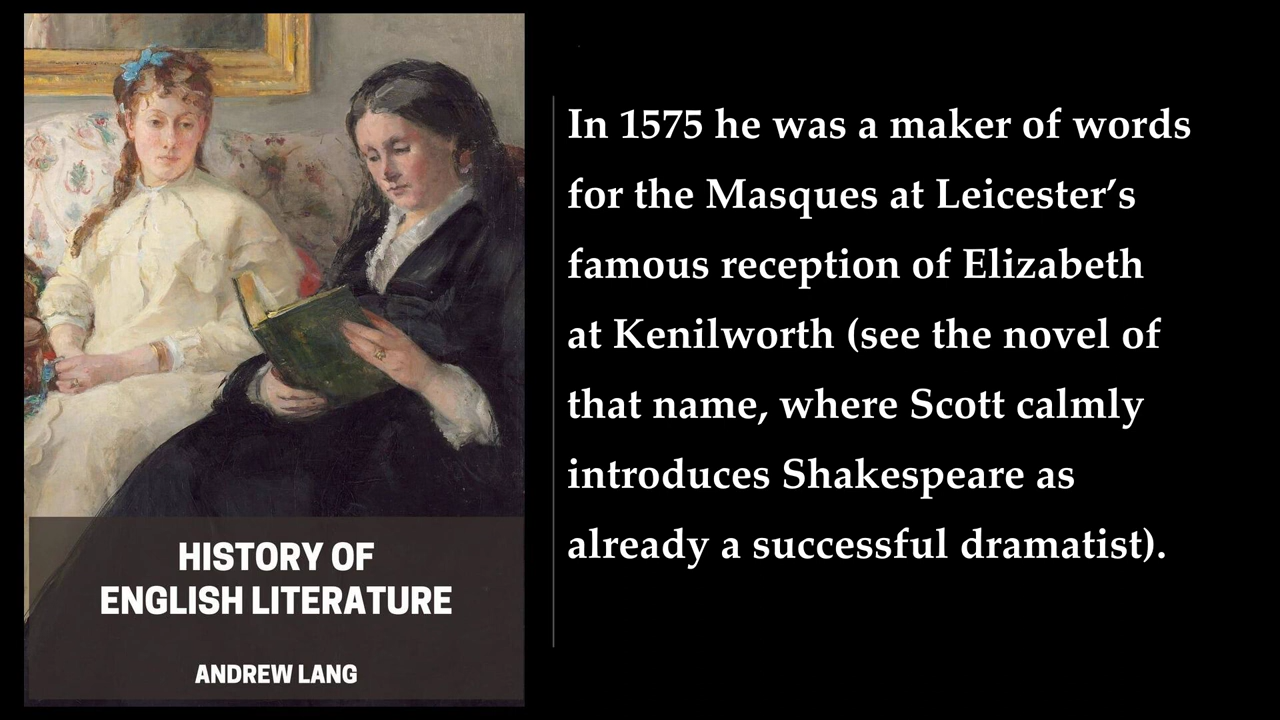 HISTORY OF
ENGLISH LITERATURE
ANDREW LANG
In 1575 he was a maker of words
for the Masques at Leicester’s
famous reception of Elizabeth
at Kenilworth (see the novel of
that name, where Scott calmly
introduces Shakespeare as
already a successful dramatist).